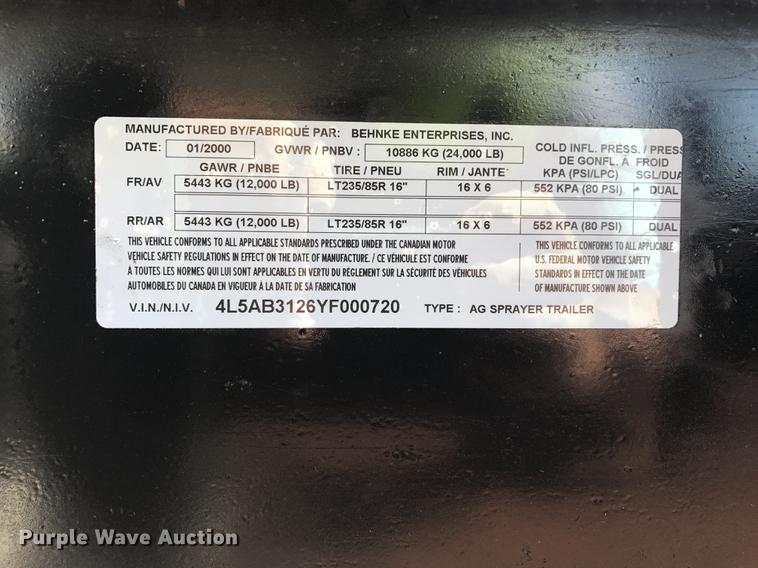 MANUFACTURED BY/FABRIQUÉ PAR: BEHNKE ENTERPRISES, INC.
DATE: 01/2000 GVWR / PNBV : 10886 KG (24,000 LB) COLD INFL. PRESS. / PRESS
DE GONFL. À FROID
GAWR / PNBE TIRE / PNEU RIM / JANTE KPA (PSI/LPC) SGL/DUA
FR/AV 5443 KG (12,000 LB) LT235/85R 16" 16 X 6 552 KPA (80 PSI) DUAL
RR/AR 5443 KG (12,000 LB) LT235/85R 16" 16 X 6 552 KPA (80 PSI) DUAL
THIS VEHICLE CONFORMS TO ALL APPLICABLE STANDARDS PRESCRIBED UNDER THE CANADIAN MOTOR
VEHICLE SAFETY REGULATIONS IN EFFECT ON THE DATE OF MANUFACTURE. / CE VÉHICULE EST CONFORME
À TOUTES LES NORMES QUI LUI SONT APPLICABLES EN VERTU DU RÈGLEMENT SUR LA SÉCURITÉ DES VÉHICULES
AUTOMOBILES DU CANADA EN VIGUEUR À LA DATE DE SA FABRICATION
THIS VEHICLE CONFORMS TO ALL APPLICABLE
U.S. FEDERAL MOTOR VEHICLE SAFETY
STANDARDS IN EFFECT ON THE DATE OF
MANUFACTURE SHOWN ABOVE
V.I.N./N.I.V. 4L5AB3126YF000720 TYPE : AG SPRAYER TRAILER
Purple Wave Auction